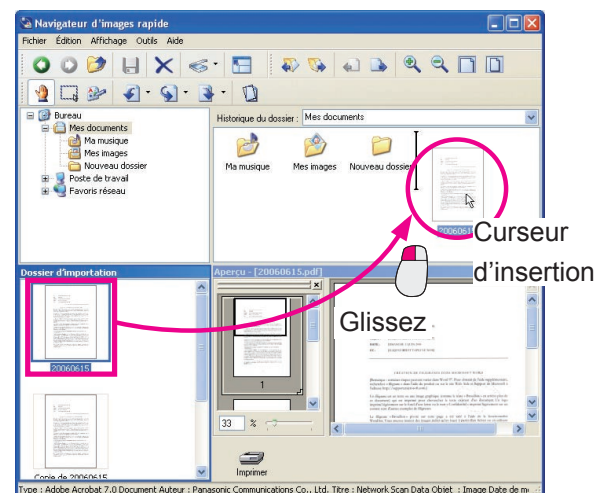 Navigateur d'images rapide
Fichier Édition Affichage Outils Aide
Bureau
Mes documents
Ma musique
Mes images
Nouveau dossier
Poste de travail
Favoris réseau
Historique du dossier : Mes documents
Ma musique
Mes images
Nouveau dossier
20060615
Curseur
d'insertion
Dossier d'importation
20060615
Copie de 20060615
Aperçu - [20060615.pdf]
1
Glissez
33 %
Imprimer
Type : Adobe Acrobat 7.0 Document Auteur : Panasonic Communications Co., Ltd. Titre : Network Scan Data Objet : Image Date de